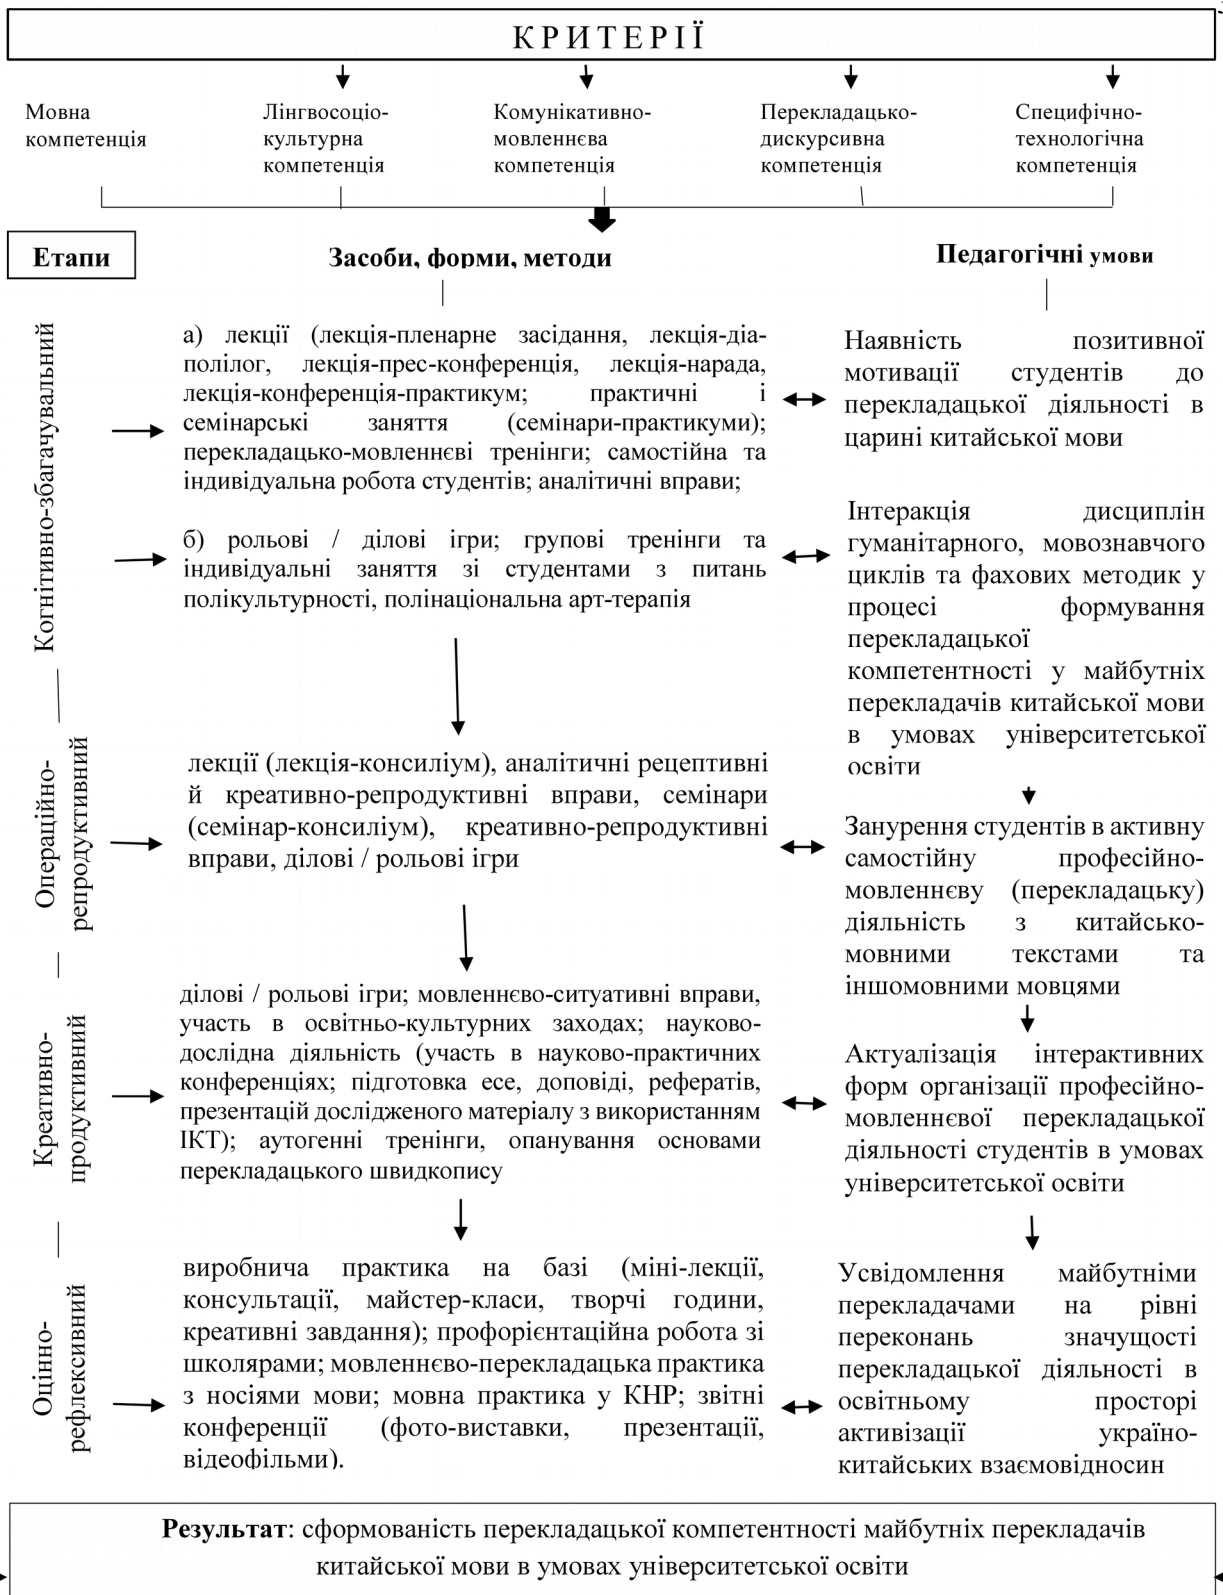 КРИТЕРІЇ
Мовна
компетенція
Лінгвосоціо-
культурна
компетенція
Комунікативно-
мовленнєва
компетенція
Перекладацько-
дискурсивна
компетенція
Специфічно-
технологічна
компетенція
Етапи
Засоби, форми, методи
Педагогічні умови
Когнітивно-збагачувальний
а) лекції (лекція-пленарне засідання, лекція-діа-
полілог, лекція-прес-конференція, лекція-нарада,
лекція-конференція-практикум; практичні і
семінарські заняття (семінари-практикуми);
перекладацько-мовленнєві тренінги; самостійна та
індивідуальна робота студентів; аналітичні вправи;
б) рольові / ділові ігри; групові тренінги та
індивідуальні заняття зі студентами з питань
полікультурності, полінаціональна арт-терапія
Наявність позитивної
мотивації студентів до
перекладацької діяльності в
царині китайської мови
Інтеракція дисциплін
гуманітарного, мовознавчого
циклів та фахових методик у
процесі формування
перекладацької
компетентності у майбутніх
перекладачів китайської мови
в умовах університетської
освіти
Операційно-
репродуктивний
лекції (лекція-консиліум), аналітичні рецептивні
й креативно-репродуктивні вправи, семінари
(семінар-консиліум), креативно-репродуктивні
вправи, ділові / рольові ігри
Занурення студентів в активну
самостійну професійно-
мовленнєву (перекладацьку)
діяльність з китайсько-
мовними текстами та
іншомовними мовцями
Креативно-
продуктивний
ділові / рольові ігри; мовленнєво-ситуативні вправи,
участь в освітньо-культурних заходах; науково-
дослідна діяльність (участь в науково-практичних
конференціях; підготовка есе, доповіді, рефератів,
презентацій дослідженого матеріалу з використанням
ІКТ); аутогенні тренінги, опанування основами
перекладацького швидкопису
Актуалізація інтерактивних
форм організації професійно-
мовленнєвої перекладацької
діяльності студентів в умовах
університетської освіти
Оцінно-
рефлексивний
виробнича практика на базі (міні-лекції,
консультації, майстер-класи, творчі години,
креативні завдання); профорієнтаційна робота зі
школярами; мовленнєво-перекладацька практика
з носіями мови; мовна практика у КНР; звітні
конференції (фото-виставки, презентації,
відеофільми).
Усвідомлення майбутніми
перекладачами на рівні
переконань значущості
перекладацької діяльності в
освітньому просторі
активізації україно-
китайських взаємовідносин
Результат: сформованість перекладацької компетентності майбутніх перекладачів
китайської мови в умовах університетської освіти